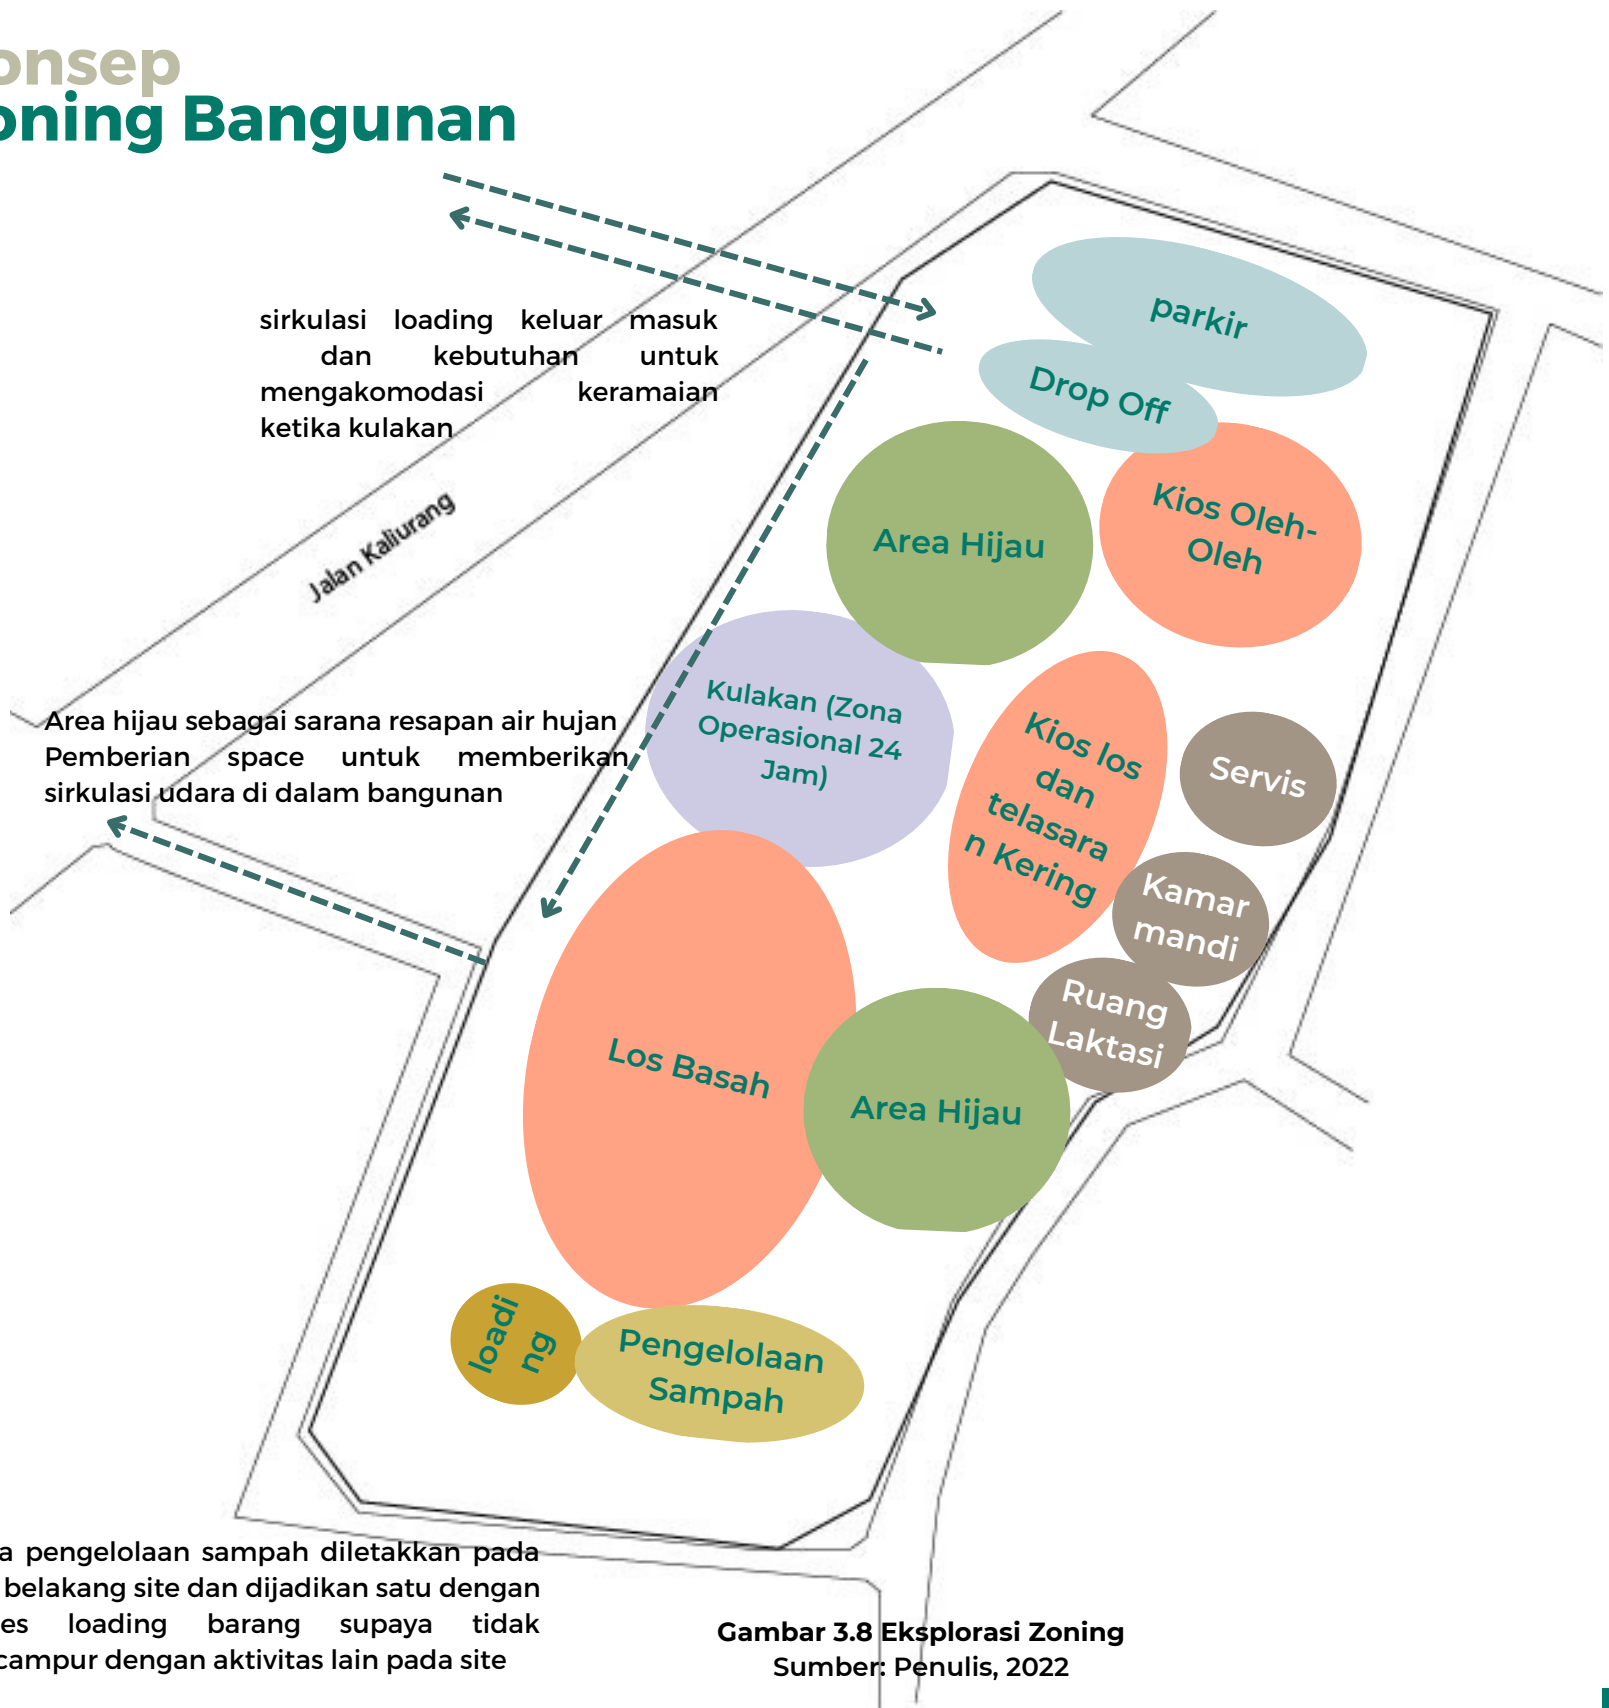 onsep
oning Bangunan
sirkulasi loading keluar masuk
dan kebutuhan untuk
mengakomodasi keramaian
ketika kulakan
Jalan Kaliurang
parkir
Drop Off
Kios Oleh-
Oleh
Area Hijau
Kulakan (Zona
Operasional 24
Jam)
Kios los
dan
telasara
n Kering
Servis
Kamar
mandi
Ruang
Laktasi
Area hijau sebagai sarana resapan air hujan
Pemberian space untuk memberikan
sirkulasi udara di dalam bangunan
Los Basah
Area Hijau
loadi
ng
Pengelolaan
Sampah
a pengelolaan sampah diletakkan pada
belakang site dan dijadikan satu dengan
es loading barang supaya tidak
campur dengan aktivitas lain pada site
Gambar 3.8 Eksplorasi Zoning
Sumber: Penulis, 2022